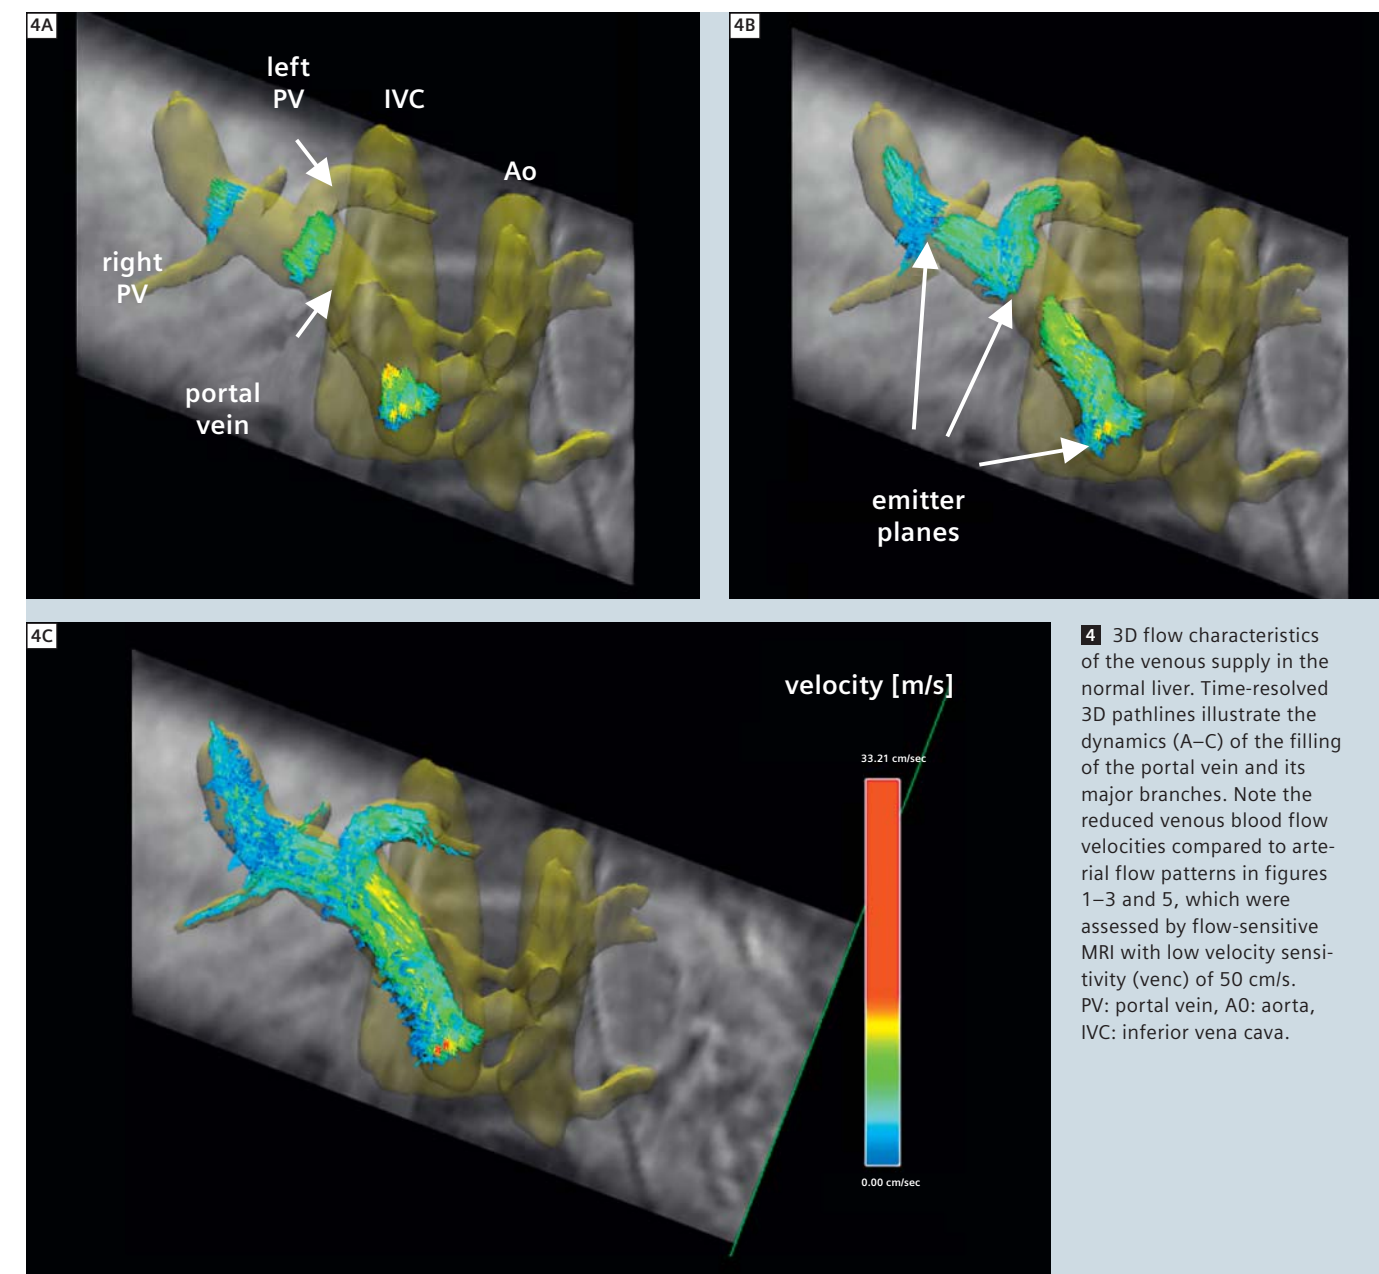 4A
left
PV
IVC
Ao
right
PV
portal
vein
4B
emitter
planes
4C
velocity [m/s]
33.21 cm/sec
0.00 cm/sec
4 3D flow characteristics
of the venous supply in the
normal liver. Time-resolved
3D pathlines illustrate the
dynamics (A–C) of the filling
of the portal vein and its
major branches. Note the
reduced venous blood flow
velocities compared to arte-
rial flow patterns in figures
1–3 and 5, which were
assessed by flow-sensitive
MRI with low velocity sensi-
tivity (venc) of 50 cm/s.
PV: portal vein, A0: aorta,
IVC: inferior vena cava.